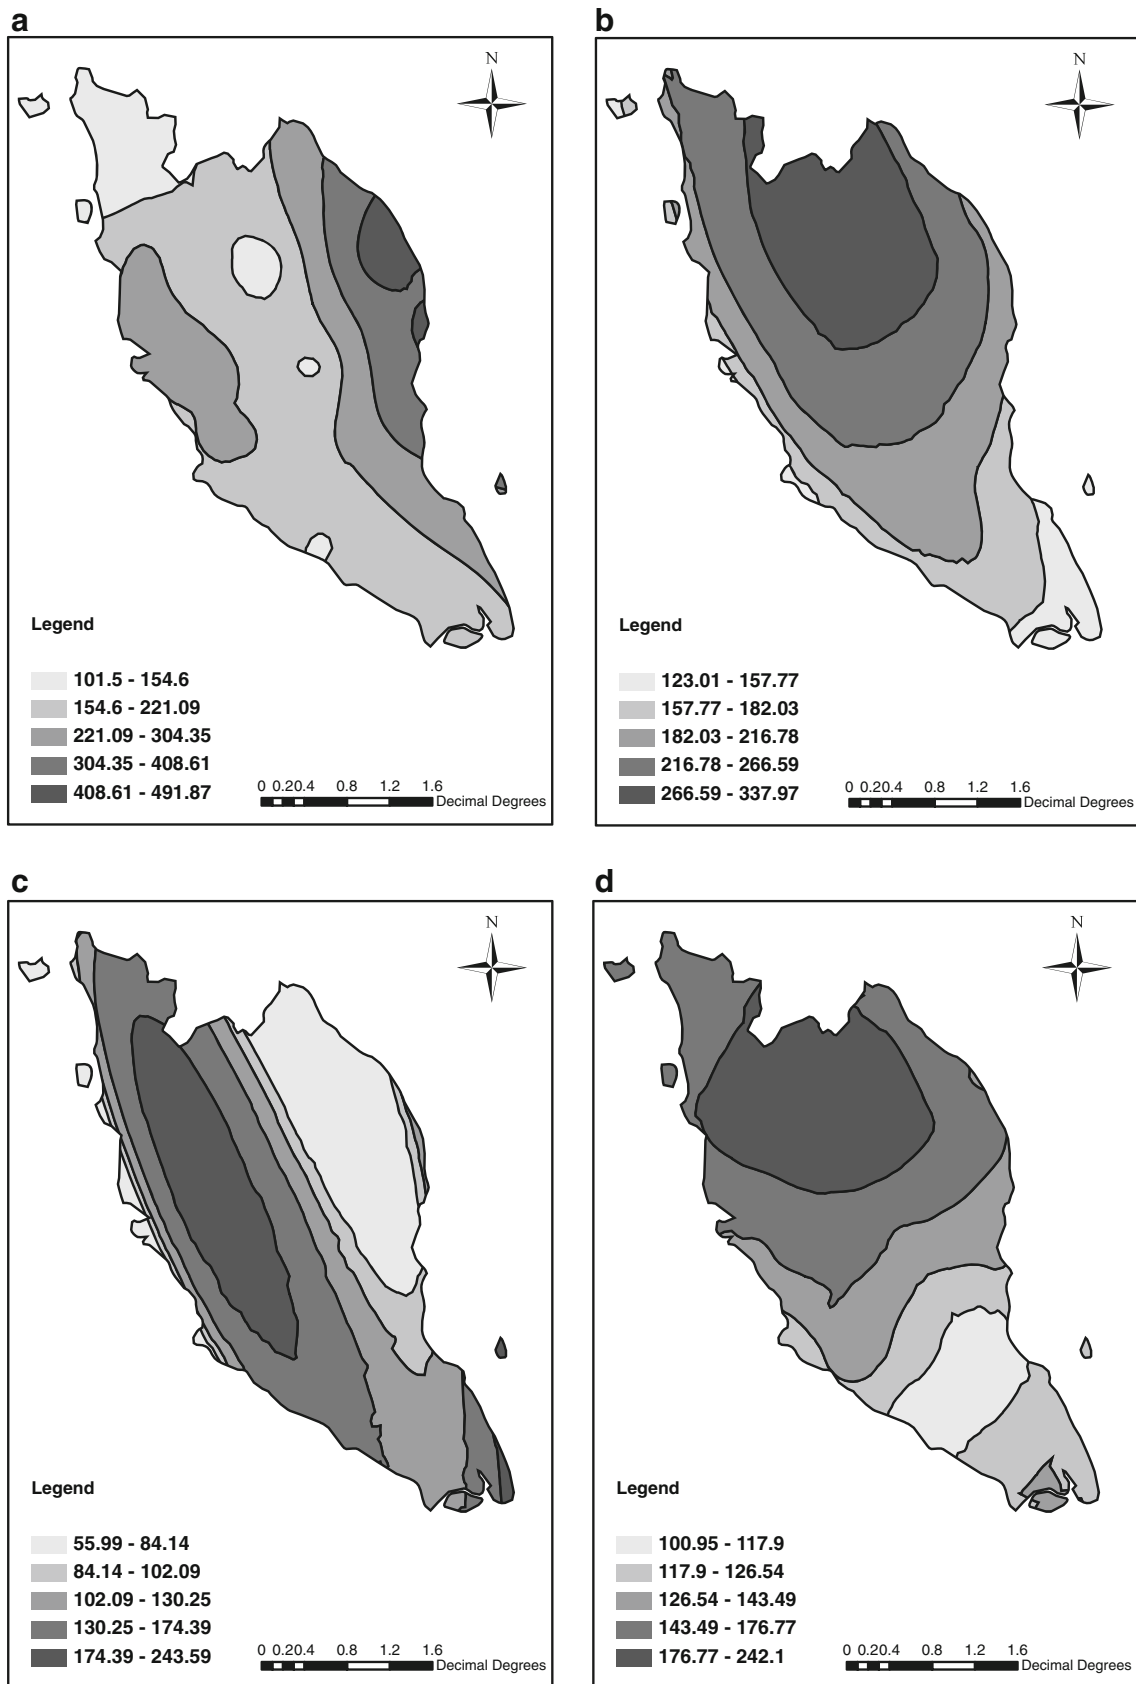 a
N
Legend
101.5 - 154.6
154.6 - 221.09
221.09 - 304.35
304.35 - 408.61
408.61 - 491.87
0 0.20.4 0.8 1.2 1.6
Decimal Degrees
b
N
Legend
123.01 - 157.77
157.77 - 182.03
182.03 - 216.78
216.78 - 266.59
266.59 - 337.97
0 0.20.4 0.8 1.2 1.6
Decimal Degrees
c
N
Legend
55.99 - 84.14
84.14 - 102.09
102.09 - 130.25
130.25 - 174.39
174.39 - 243.59
0 0.20.4 0.8 1.2 1.6
Decimal Degrees
d
N
Legend
100.95 - 117.9
117.9 - 126.54
126.54 - 143.49
143.49 - 176.77
176.77 - 242.1
0 0.20.4 0.8 1.2 1.6
Decimal Degrees